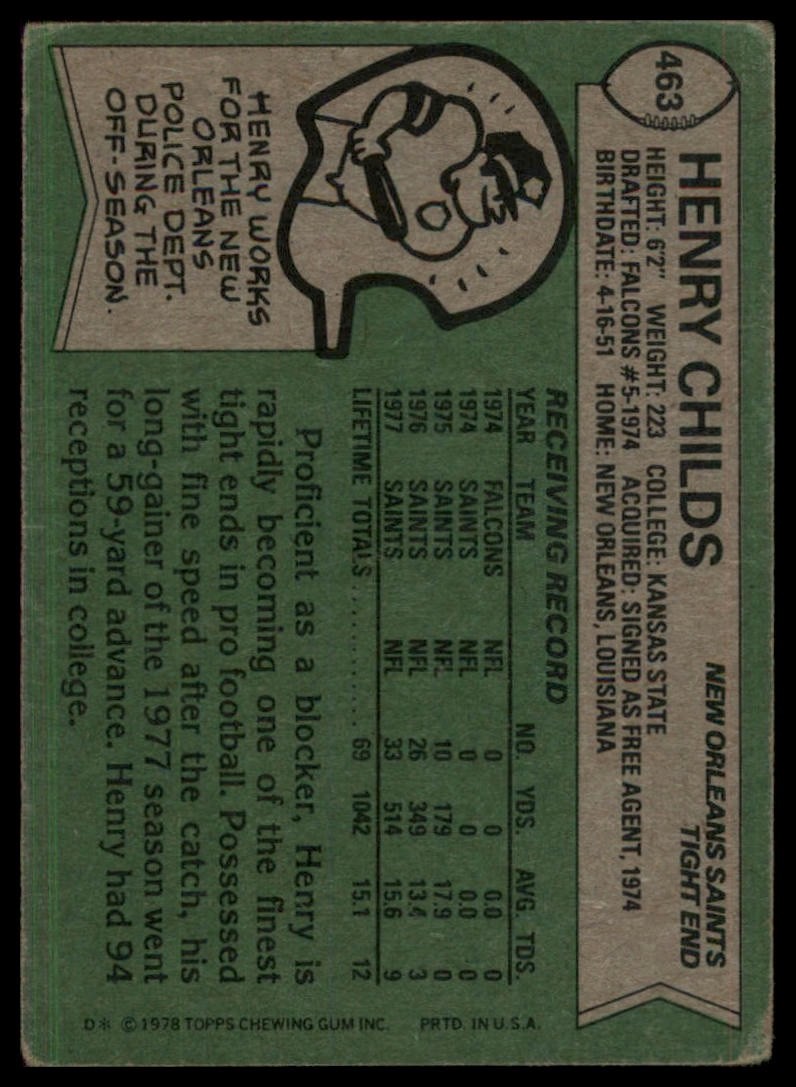 463
HENRY CHILDS
NEW ORLEANS SAINTS
TIGHT END
HEIGHT: 6'2" WEIGHT: 223 COLLEGE: KANSAS STATE
DRAFTED: FALCONS #5-1974 ACQUIRED: SIGNED AS FREE AGENT, 1974
BIRTHDATE: 4-16-51 HOME: NEW ORLEANS, LOUISIANA
HENRY WORKS
FOR THE NEW
ORLEANS
POLICE DEPT.
DURING THE
OFF-SEASON.
RECEIVING RECORD
YEAR TEAM NO. YDS. AVG. TDS.
1974 FALCONS NFL 0 0 0.0 0
1974 SAINTS NFL 0 0 0.0 0
1975 SAINTS NFL 10 179 17.9 0
1976 SAINTS NFL 26 349 13.4 3
1977 SAINTS NFL 33 514 15.6 9
LIFETIME TOTALS ............ 69 1042 15.1 12
Proficient as a blocker, Henry is
rapidly becoming one of the finest
tight ends in pro football. Possessed
with fine speed after the catch, his
long-gainer of the 1977 season went
for a 59-yard advance. Henry had 94
receptions in college.
D* © 1978 TOPPS CHEWING GUM INC. PRTD. IN U.S.A.